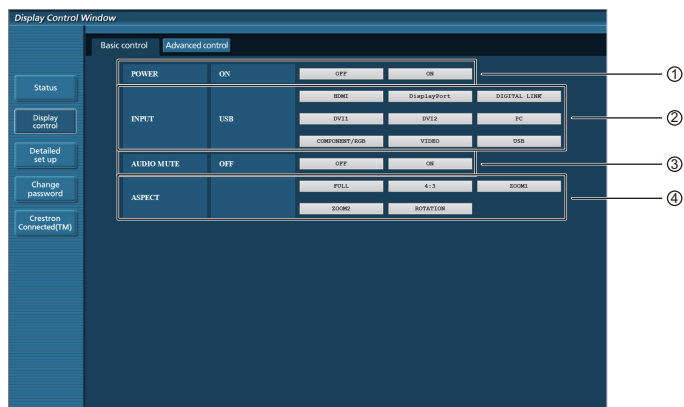 Display Control Window
Basic control Advanced control
POWER ON OFF ON ①
Status
HDMI DisplayPort DIGITAL LINK
INPUT USB DVI1 DVI2 PC ②
Display
control
COMPONENT/RGB VIDEO USB
Detailed
set up
AUDIO MUTE OFF OFF ON ③
Change
password
FULL 4:3 ZOOM1
ASPECT ④
ZOOM2 ROTATION
Crestron
Connected(TM)